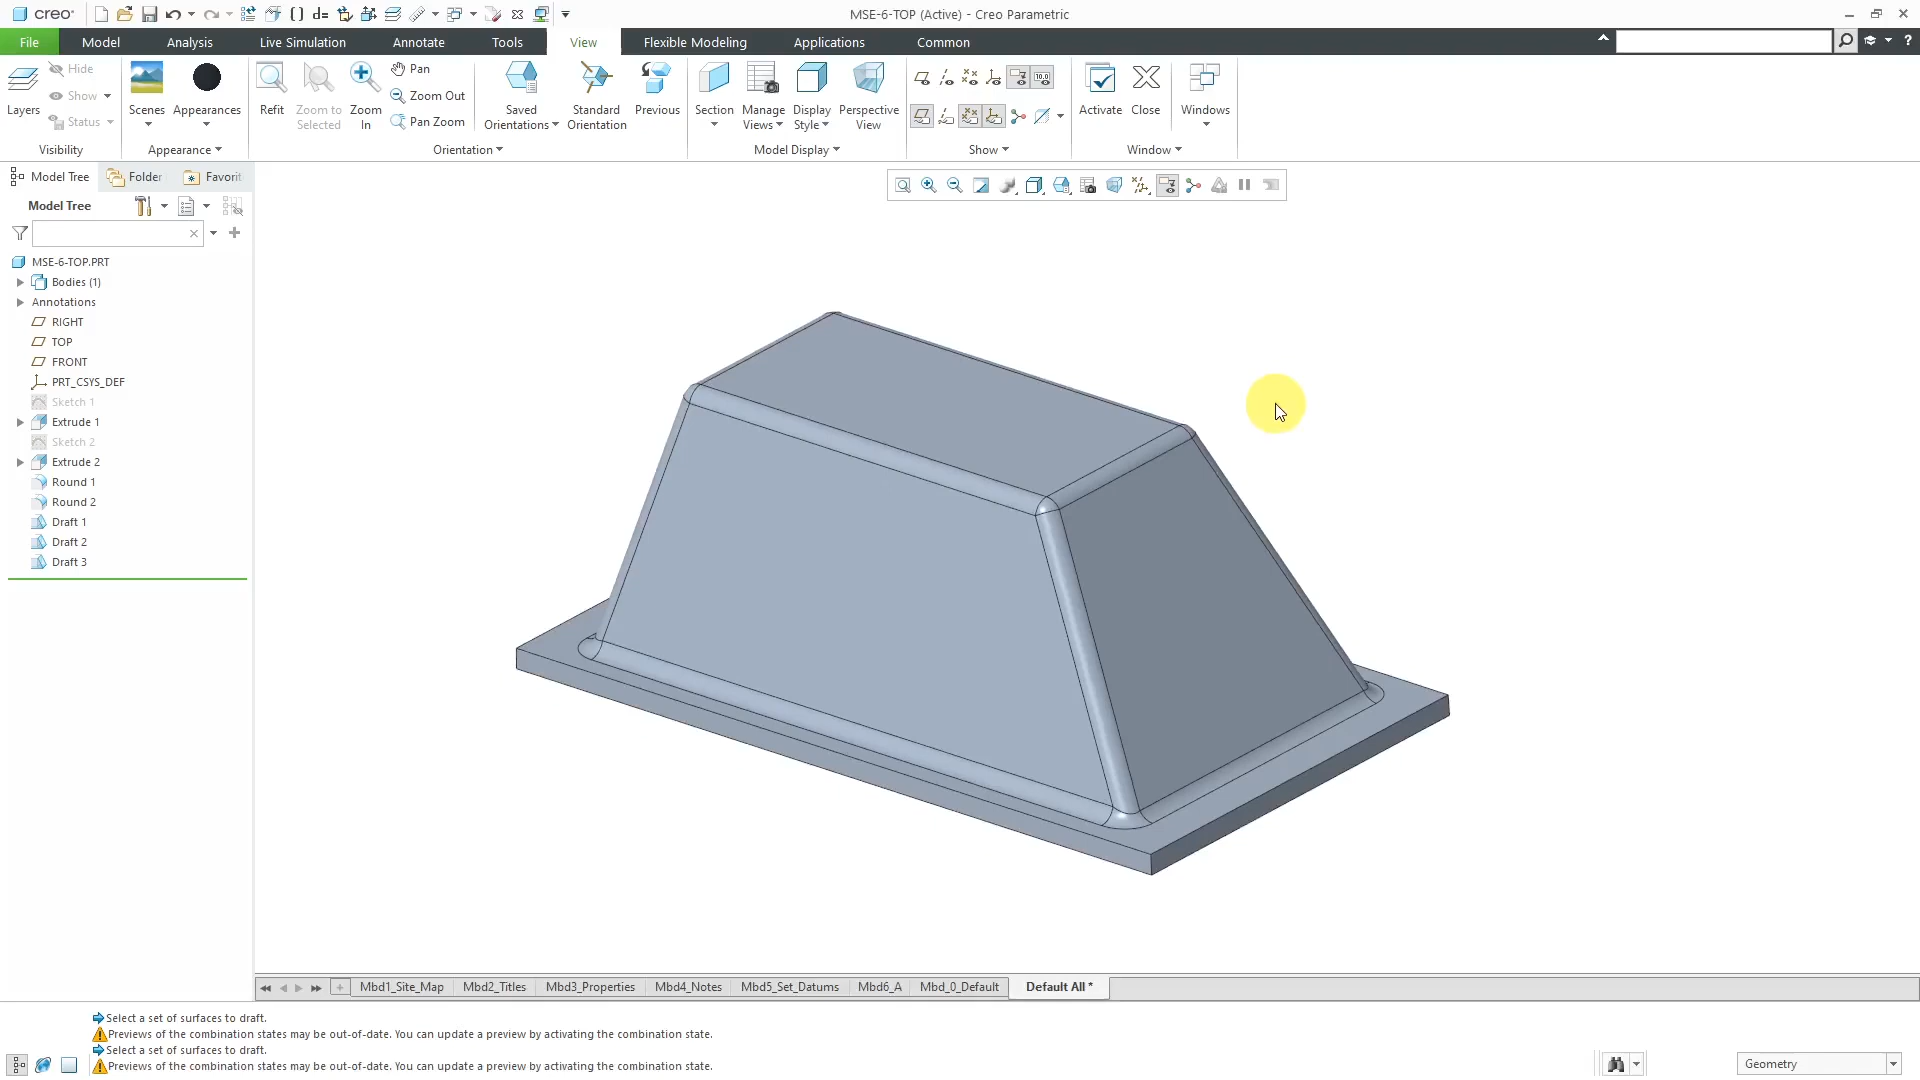 creo
MSE-6-TOP (Active) - Creo Parametric
File Model Analysis Live Simulation Annotate Tools View Flexible Modeling Applications Common
Layers
Hide
Show
Status
Visibility
Scenes
Appearances
Appearance
Refit
Zoom to
Selected
Zoom
In
Pan
Zoom Out
Pan Zoom
Saved
Orientations
Standard
Orientation
Previous
Orientation
Section
Manage
Views
Display
Style
Perspective
View
Model Display
Show
Activate
Close
Windows
Window
Model Tree Folder Favorit
Model Tree
MSE-6-TOP.PRT
Bodies (1)
Annotations
RIGHT
TOP
FRONT
PRT_CSYS_DEF
Sketch 1
Extrude 1
Sketch 2
Extrude 2
Round 1
Round 2
Draft 1
Draft 2
Draft 3
Mbd1_Site_Map Mbd2_Titles Mbd3_Properties Mbd4_Notes Mbd5_Set_Datums Mbd6_A Mbd_0_Default Default All *
Select a set of surfaces to draft.
Previews of the combination states may be out-of-date. You can update a preview by activating the combination state.
Select a set of surfaces to draft.
Previews of the combination states may be out-of-date. You can update a preview by activating the combination state.
Geometry